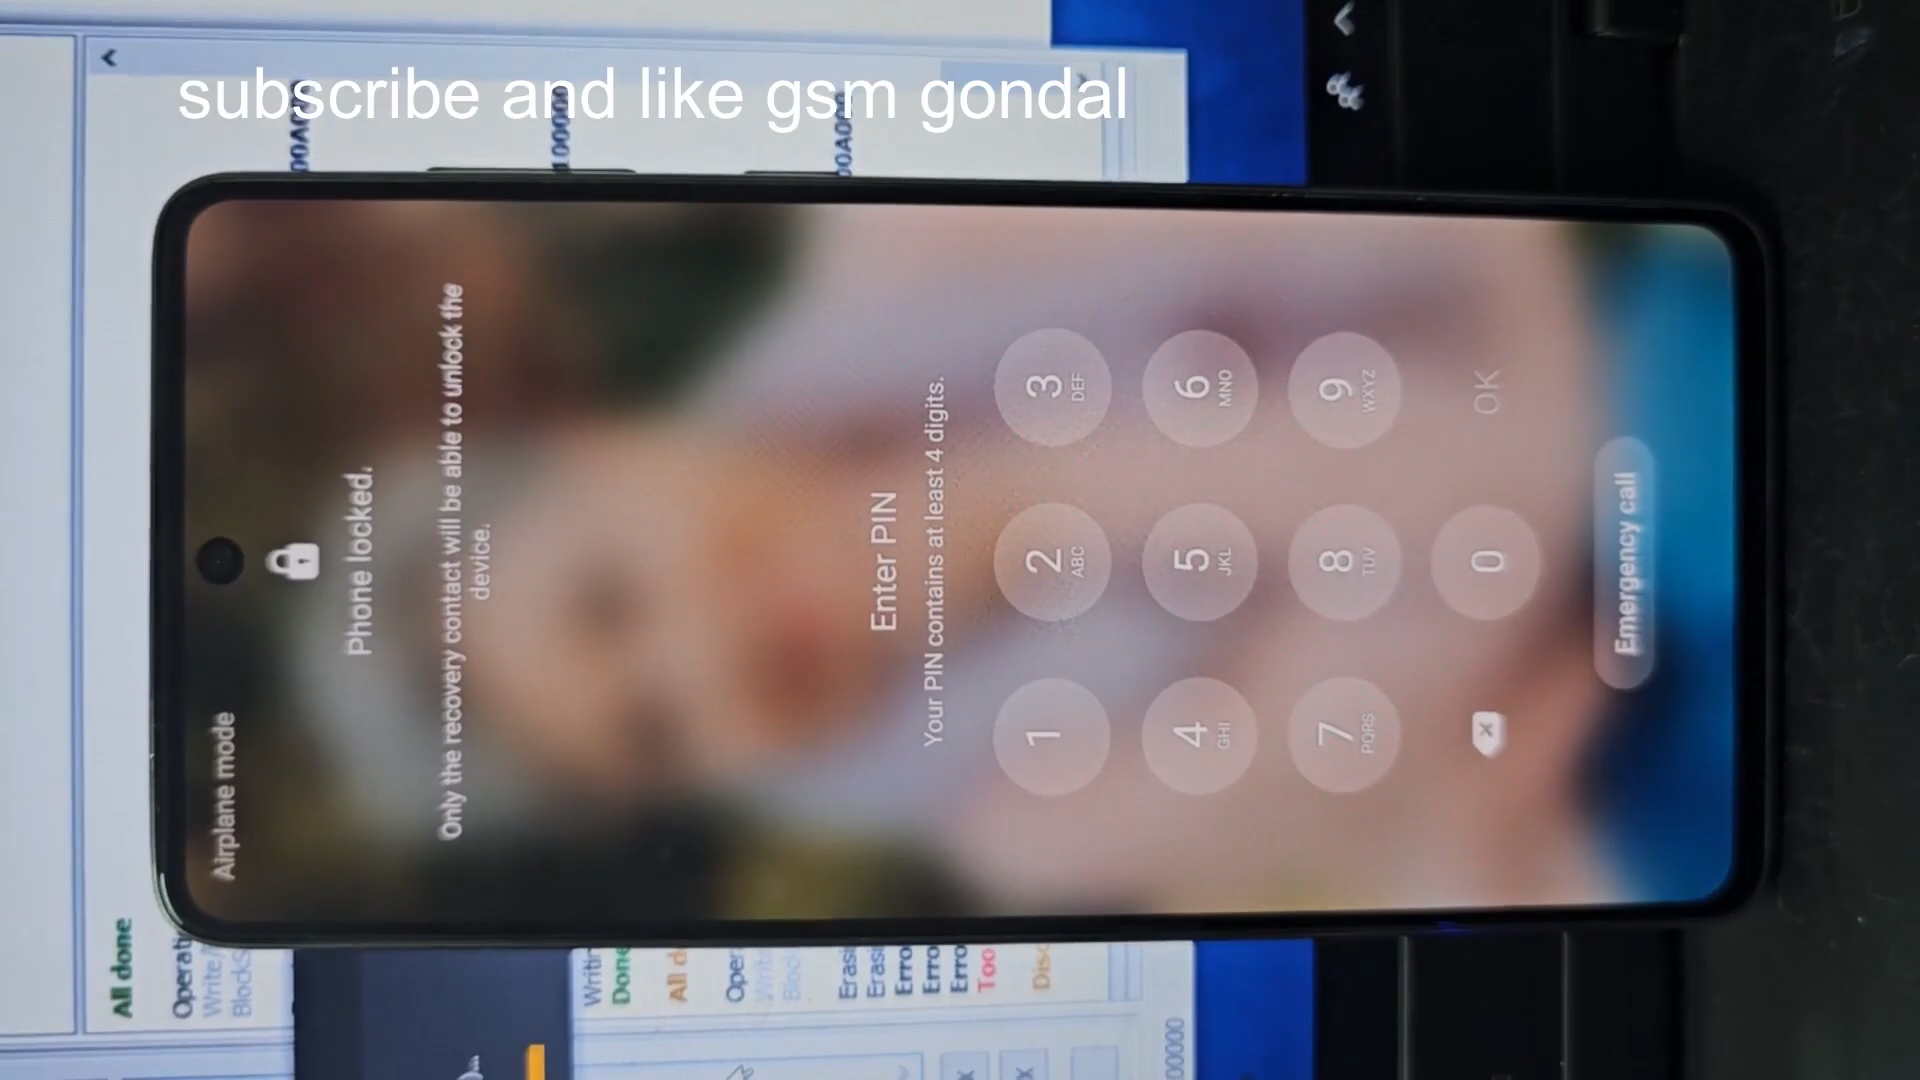 subscribe and like gsm gondal
Airplane mode
Phone locked.
Only the recovery contact will be able to unlock the
device.
Enter PIN
Your PIN contains at least 4 digits.
1
2 ABC
3 DEF
4 GHI
5 JKL
6 MNO
7 PQRS
8 TUV
9 WXYZ
0
OK
Emergency call
All done
Done